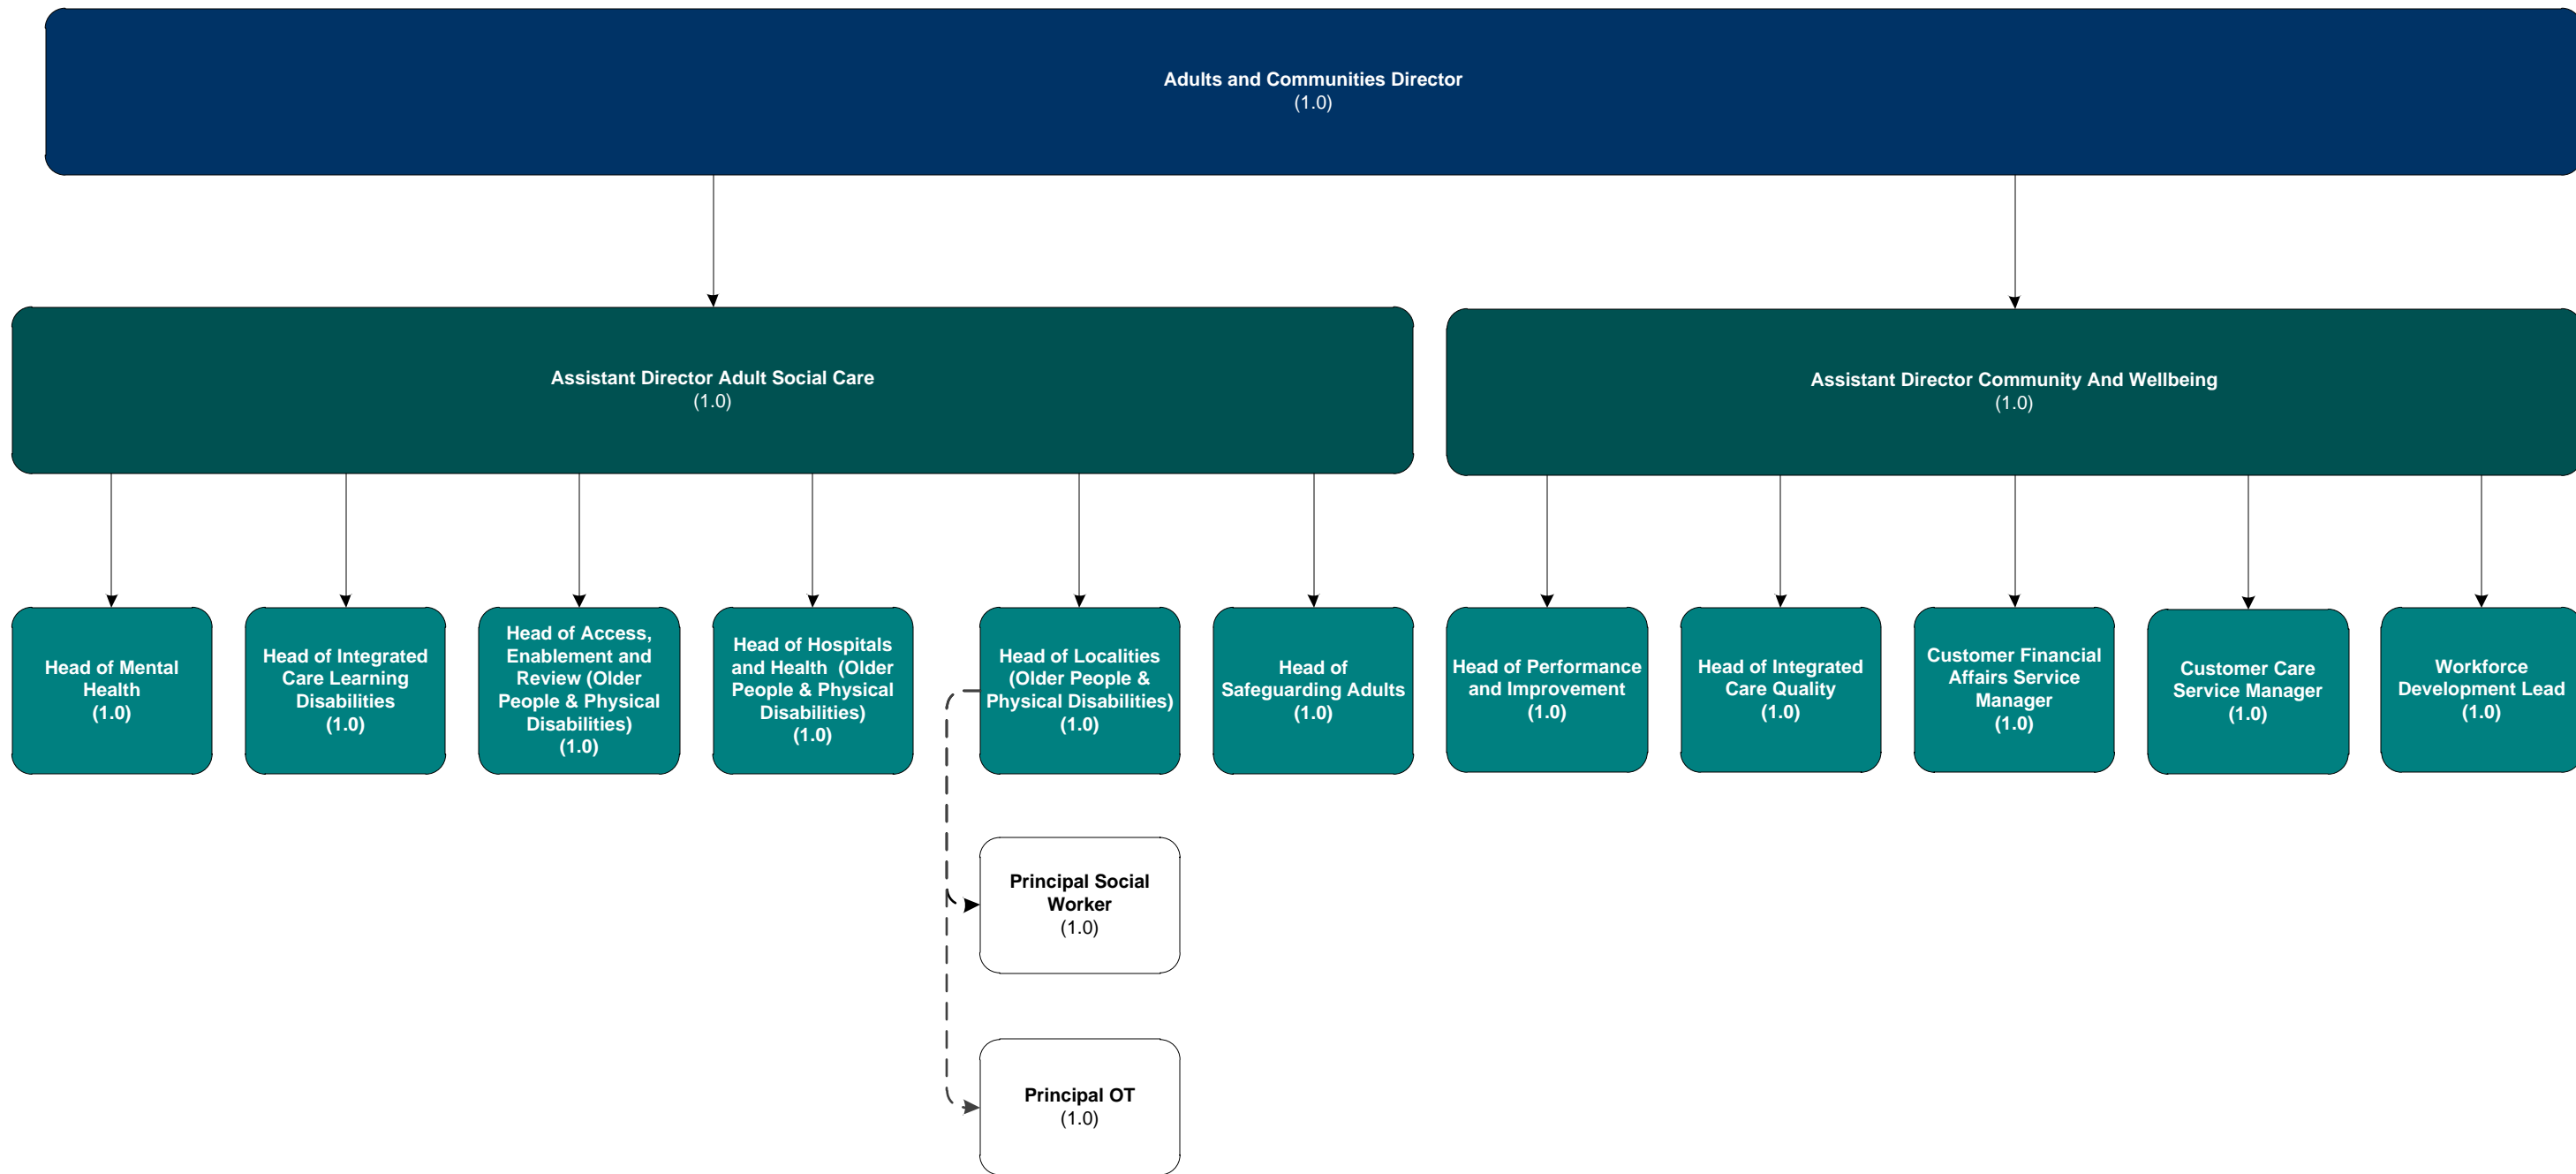 Adults and Communities Director
(1.0)
Assistant Director Adult Social Care
(1.0)
Assistant Director Community And Wellbeing
(1.0)
Head of Mental
Health
(1.0)
Head of Integrated
Care Learning
Disabilities
(1.0)
Head of Access,
Enablement and
Review (Older
People & Physical
Disabilities)
(1.0)
Head of Hospitals
and Health (Older
People & Physical
Disabilities)
(1.0)
Head of Localities
(Older People &
Physical Disabilities)
(1.0)
Head of
Safeguarding Adults
(1.0)
Head of Performance
and Improvement
(1.0)
Head of Integrated
Care Quality
(1.0)
Customer Financial
Affairs Service
Manager
(1.0)
Customer Care
Service Manager
(1.0)
Workforce
Development Lead
(1.0)
Principal Social
Worker
(1.0)
Principal OT
(1.0)